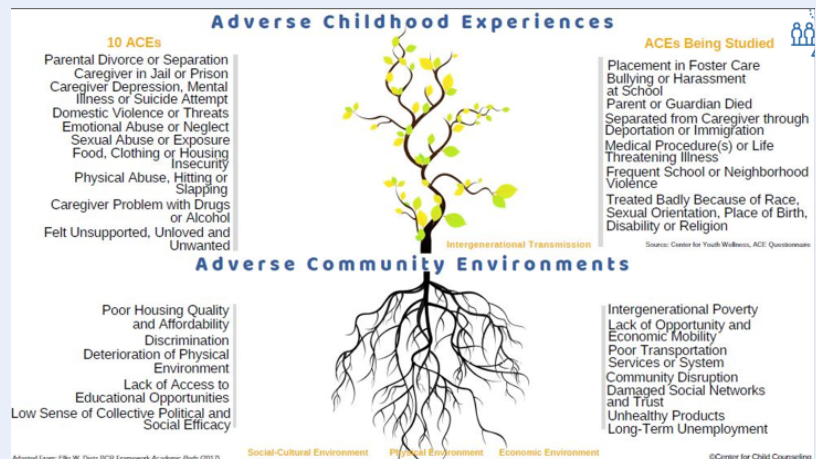 Adverse Childhood Experiences
10 ACEs
Parental Divorce or Separation
Caregiver in Jail or Prison
Caregiver Depression, Mental
Illness or Suicide Attempt
Domestic Violence or Threats
Emotional Abuse or Neglect
Sexual Abuse or Exposure
Food, Clothing or Housing
Insecurity
Physical Abuse, Hitting or
Slapping
Caregiver Problem with Drugs
or Alcohol
Felt Unsupported, Unloved and
Unwanted
ACEs Being Studied
Placement in Foster Care
Bullying or Harassment
at School
Parent or Guardian Died
Separated from Caregiver through
Deportation or Immigration
Medical Procedure(s) or Life
Threatening Illness
Frequent School or Neighborhood
Violence
Treated Badly Because of Race,
Sexual Orientation, Place of Birth,
Disability or Religion
Intergenerational Transmission
Source: Center for Youth Wellness, ACE Questionnaire
Adverse Community Environments
Poor Housing Quality
and Affordability
Discrimination
Deterioration of Physical
Environment
Lack of Access to
Educational Opportunities
Low Sense of Collective Political and
Social Efficacy
Intergenerational Poverty
Lack of Opportunity and
Economic Mobility
Poor Transportation
Services or System
Community Disruption
Damaged Social Networks
and Trust
Unhealthy Products
Long-Term Unemployment
Social-Cultural Environment
Physical Environment
Economic Environment
Adapted From: Ellis W, Dietz BCR Framework Academic Peds (2017)
©Center for Child Counseling